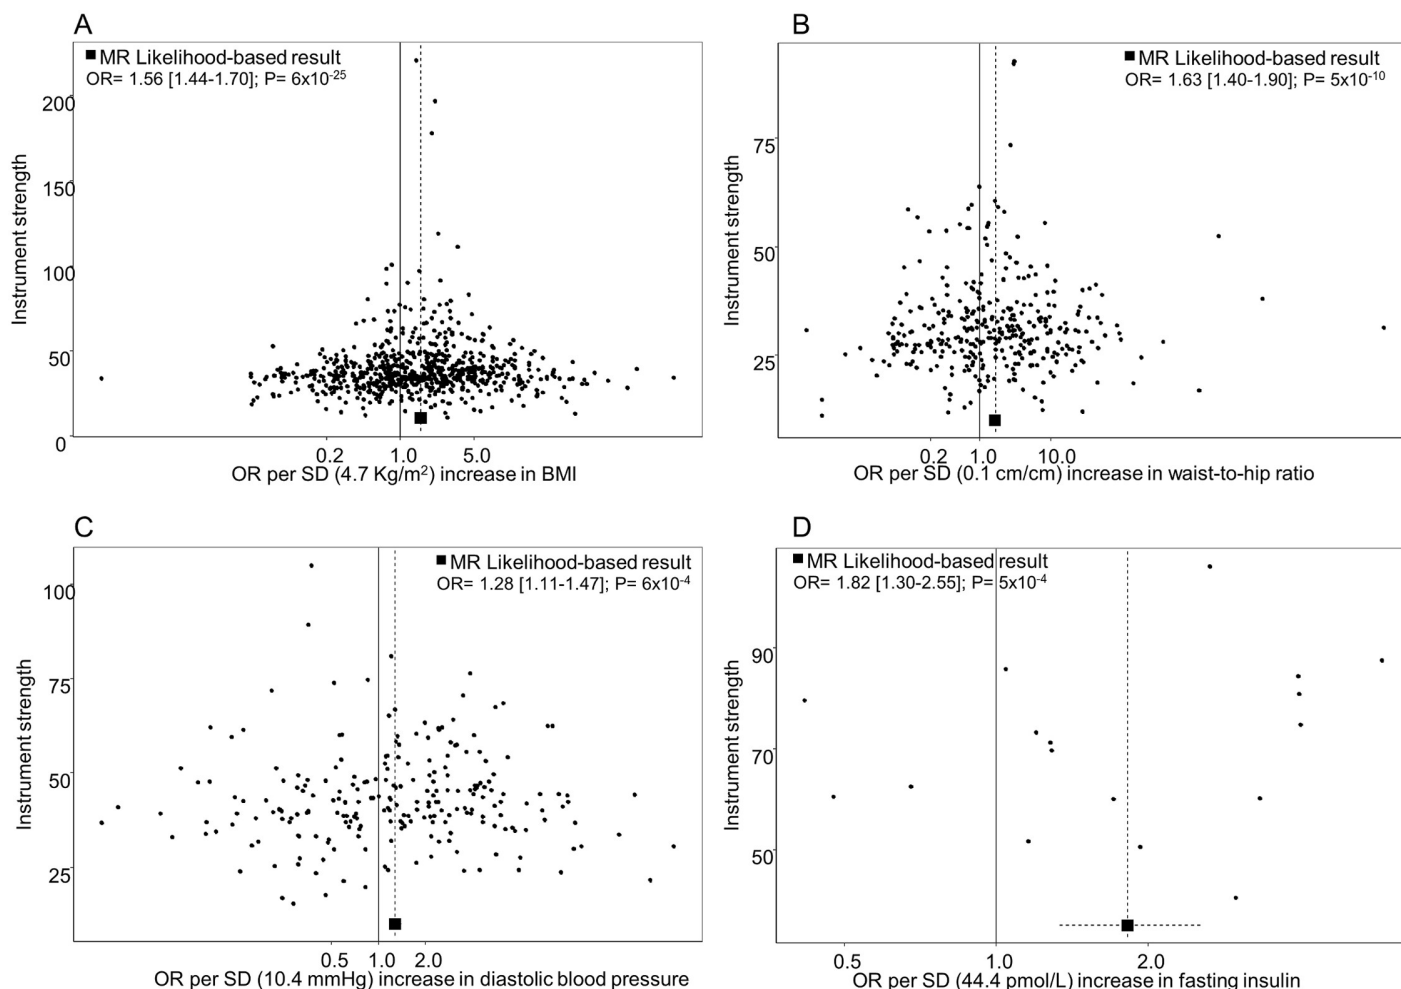 A
■ MR Likelihood-based result
OR= 1.56 [1.44-1.70]; P= 6x10⁻²⁵
Instrument strength
200
150
100
50
0
0.2 1.0 5.0
OR per SD (4.7 Kg/m²) increase in BMI
B
■ MR Likelihood-based result
OR= 1.63 [1.40-1.90]; P= 5x10⁻¹⁰
Instrument strength
75
50
25
0.2 1.0 10.0
OR per SD (0.1 cm/cm) increase in waist-to-hip ratio
C
■ MR Likelihood-based result
OR= 1.28 [1.11-1.47]; P= 6x10⁻⁴
Instrument strength
100
75
50
25
0.5 1.0 2.0
OR per SD (10.4 mmHg) increase in diastolic blood pressure
D
■ MR Likelihood-based result
OR= 1.82 [1.30-2.55]; P= 5x10⁻⁴
Instrument strength
90
70
50
0.5 1.0 2.0
OR per SD (44.4 pmol/L) increase in fasting insulin